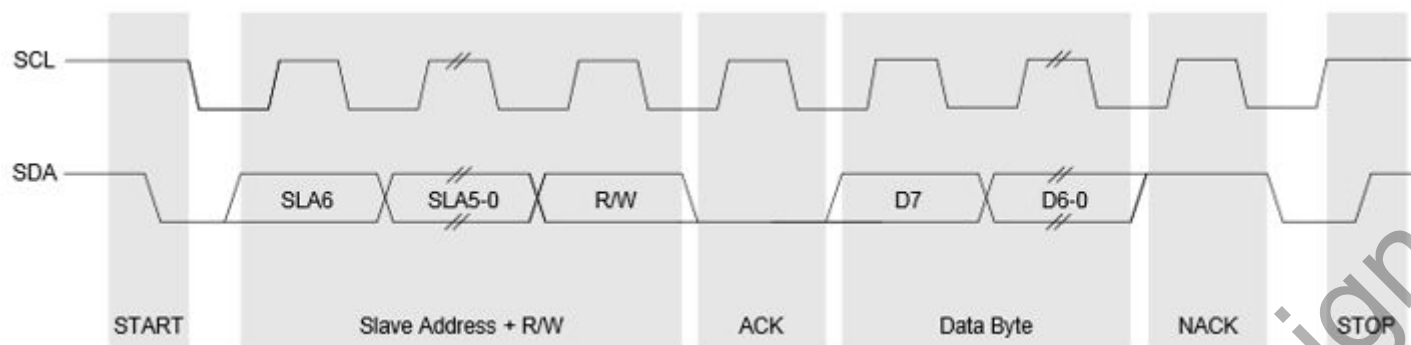 SCL
SDA
SLA6 SLA5-0 R/W D7 D6-0
START Slave Address + R/W ACK Data Byte NACK STOP